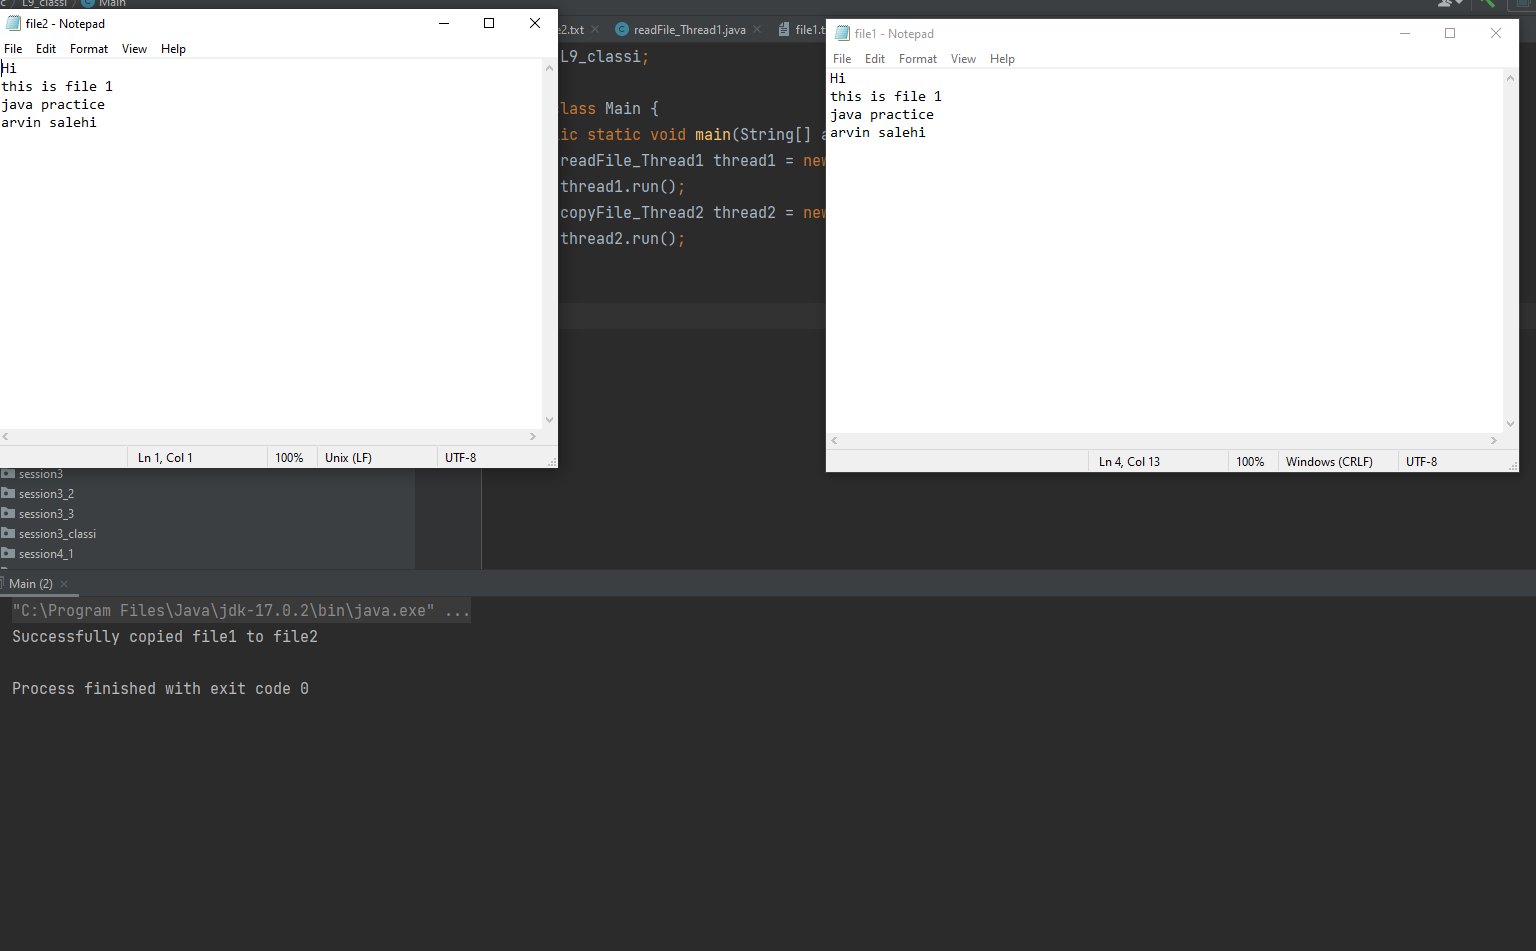 L9_classi Main
file2 - Notepad
File Edit Format View Help
Hi
this is file 1
java practice
arvin salehi
Ln 1, Col 1 100% Unix (LF) UTF-8
e2.txt readFile_Thread1.java file1.t
L9_classi;
lass Main {
ic static void main(String[] a
readFile_Thread1 thread1 = new
thread1.run();
copyFile_Thread2 thread2 = new
thread2.run();
file1 - Notepad
File Edit Format View Help
Hi
this is file 1
java practice
arvin salehi
Ln 4, Col 13 100% Windows (CRLF) UTF-8
session3
session3_2
session3_3
session3_classi
session4_1
Main (2)
"C:\Program Files\Java\jdk-17.0.2\bin\java.exe" ...
Successfully copied file1 to file2
Process finished with exit code 0